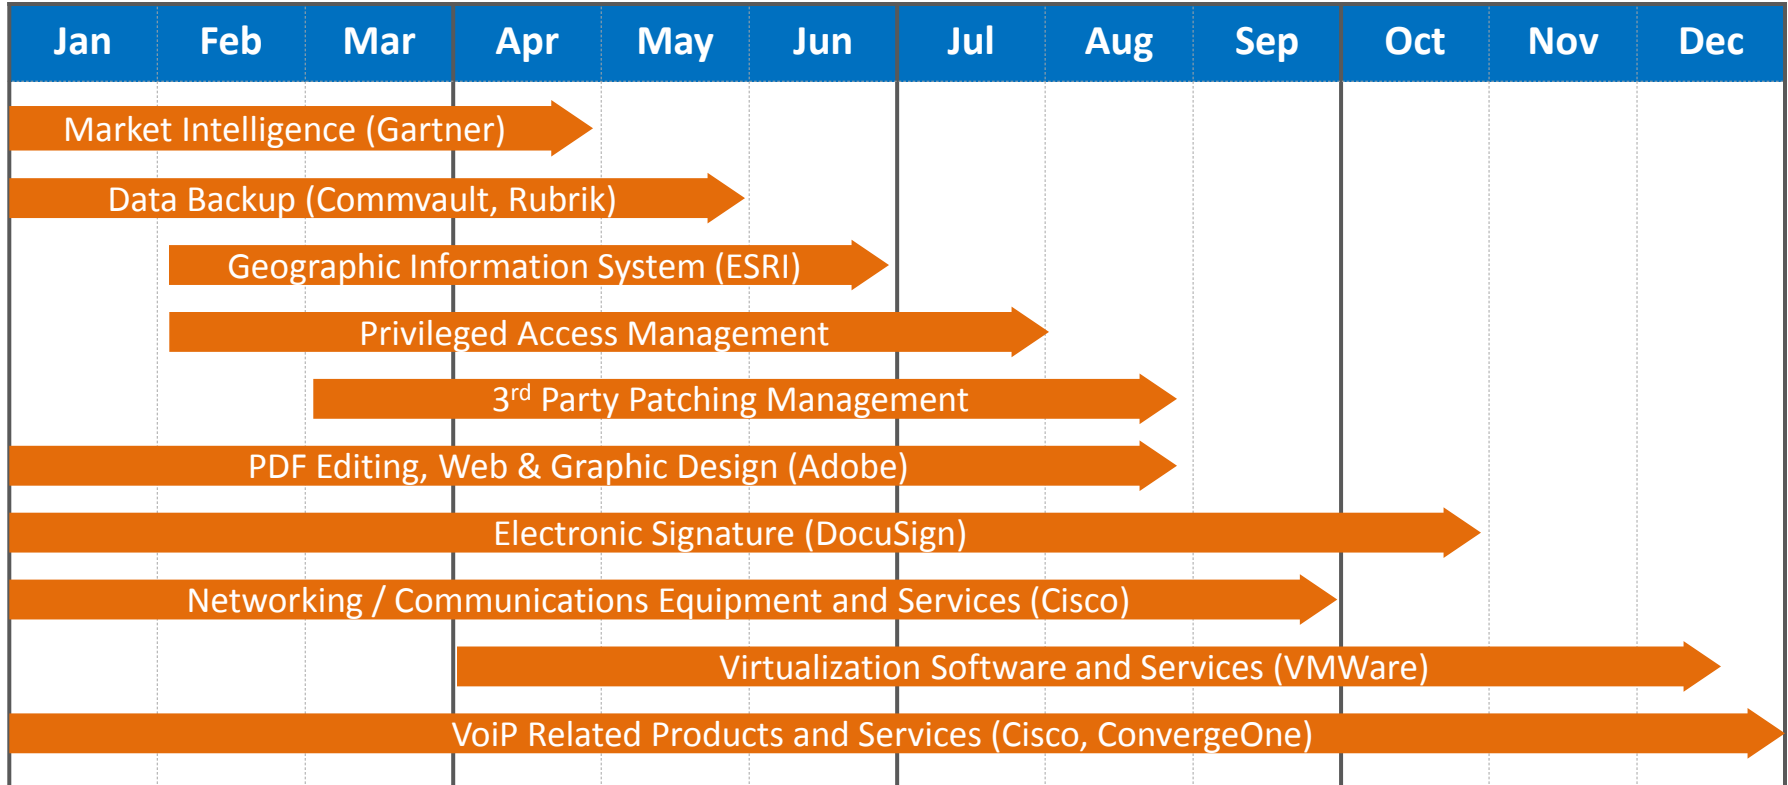 Jan Feb Mar Apr May Jun Jul Aug Sep Oct Nov Dec
Market Intelligence (Gartner)
Data Backup (Commvault, Rubrik)
Geographic Information System (ESRI)
Privileged Access Management
3rd Party Patching Management
PDF Editing, Web & Graphic Design (Adobe)
Electronic Signature (DocuSign)
Networking / Communications Equipment and Services (Cisco)
Virtualization Software and Services (VMWare)
VoiP Related Products and Services (Cisco, ConvergeOne)